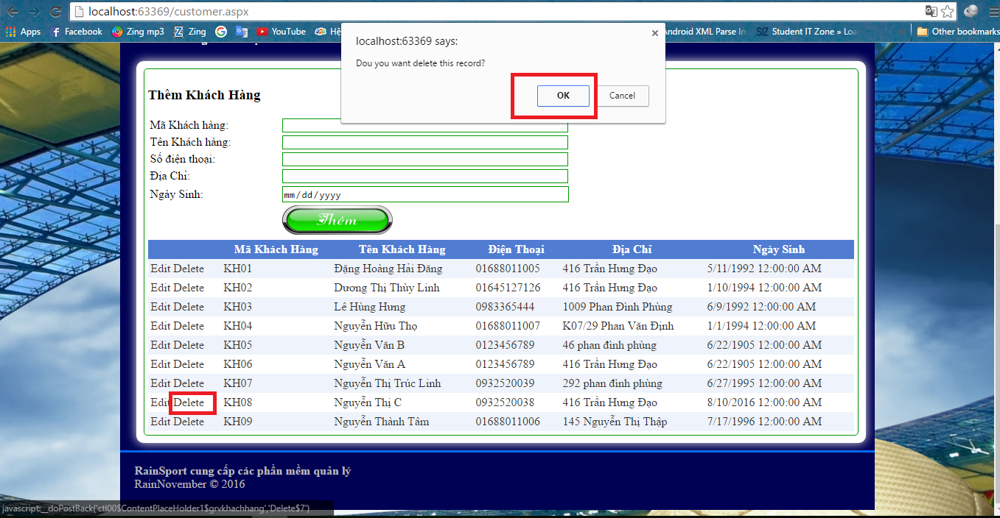 localhost:63369/customer.aspx
Apps Facebook Zing mp3 Zing YouTube Hệ Android XML Parse Student IT Zone » Loa Other bookmarks
localhost:63369 says:
Dou you want delete this record?
OK Cancel
Thêm Khách Hàng
Mã Khách hàng:
Tên Khách hàng:
Số điện thoại:
Địa Chỉ:
Ngày Sinh: mm/dd/yyyy
Thêm
Mã Khách Hàng Tên Khách Hàng Điện Thoại Địa Chỉ Ngày Sinh
Edit Delete KH01 Đặng Hoàng Hải Đăng 01688011005 416 Trần Hưng Đạo 5/11/1992 12:00:00 AM
Edit Delete KH02 Dương Thị Thùy Linh 01645127126 416 Trần Hưng Đạo 1/10/1994 12:00:00 AM
Edit Delete KH03 Lê Hùng Hưng 0983365444 1009 Phan Đình Phùng 6/9/1992 12:00:00 AM
Edit Delete KH04 Nguyễn Hữu Thọ 01688011007 K07/29 Phan Văn Định 1/1/1994 12:00:00 AM
Edit Delete KH05 Nguyễn Văn B 0123456789 46 phan đình phùng 6/22/1905 12:00:00 AM
Edit Delete KH06 Nguyễn Văn A 0123456789 416 Trần Hưng Đạo 6/22/1905 12:00:00 AM
Edit Delete KH07 Nguyễn Thị Trúc Linh 0932520039 292 phan đình phùng 6/27/1995 12:00:00 AM
Edit Delete KH08 Nguyễn Thị C 0932520038 416 Trần Hưng Đạo 8/10/2016 12:00:00 AM
Edit Delete KH09 Nguyễn Thành Tâm 01688011006 145 Nguyễn Thị Thập 7/17/1996 12:00:00 AM
RainSport cung cấp các phần mềm quản lý
RainNovember © 2016
javascript:__doPostBack('ctl00$ContentPlaceHolder1$grvkhachhang','Delete$7')